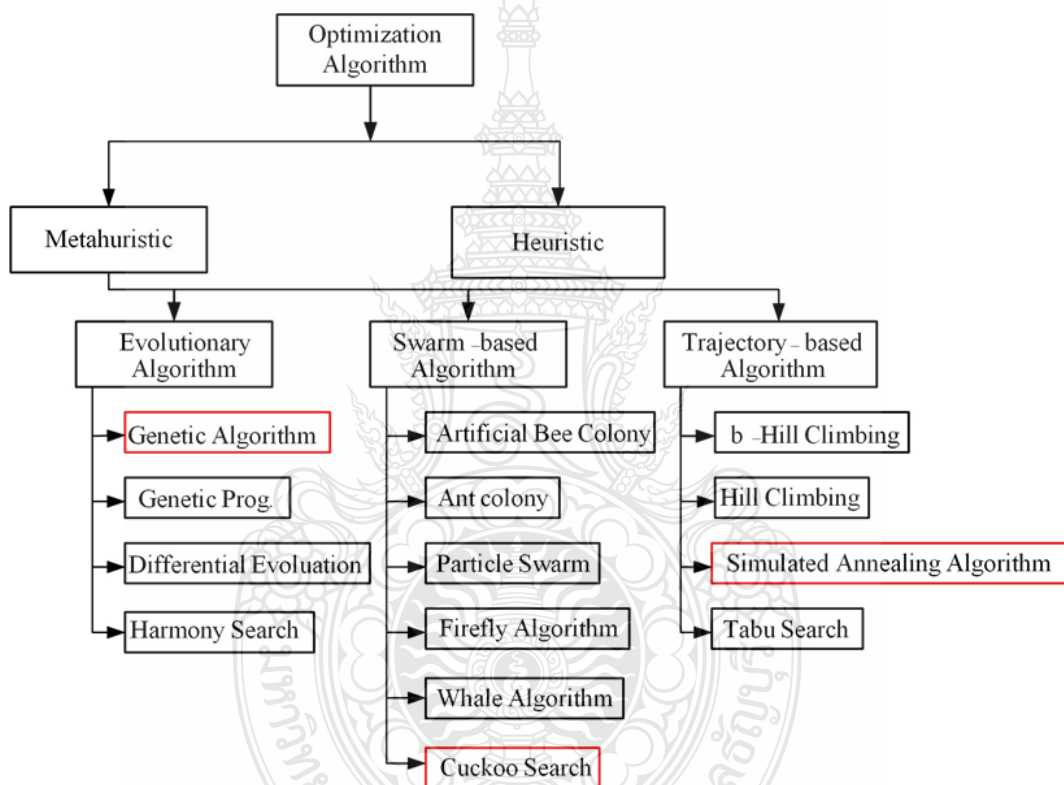 Optimization
Algorithm
Metahuristic
Heuristic
Evolutionary
Algorithm
Swarm -based
Algorithm
Trajectory - based
Algorithm
Genetic Algorithm
Genetic Prog.
Differential Evoluation
Harmony Search
Artificial Bee Colony
Ant colony
Particle Swarm
Firefly Algorithm
Whale Algorithm
Cuckoo Search
b -Hill Climbing
Hill Climbing
Simulated Annealing Algorithm
Tabu Search